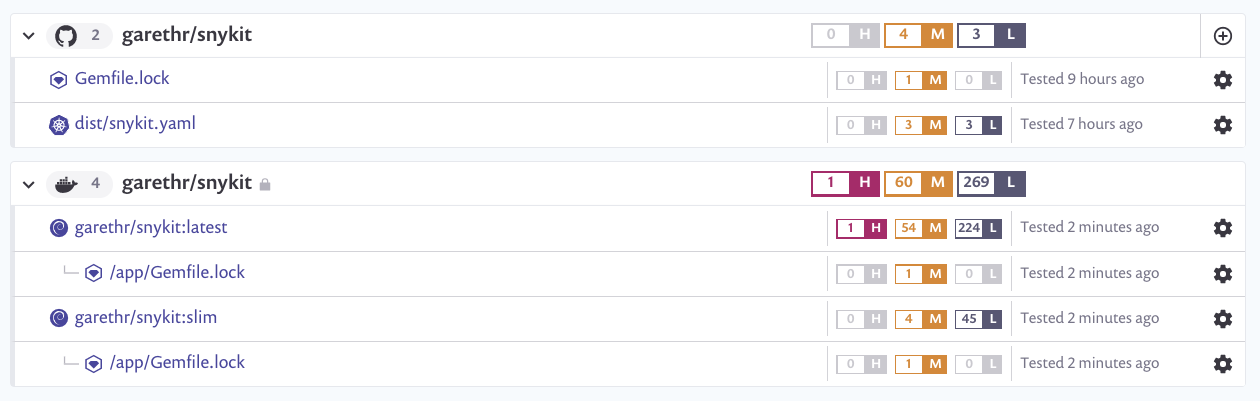 2 garethr/snykit 0 H 4 M 3 L
Gemfile.lock 0 H 1 M 0 L Tested 9 hours ago
dist/snykit.yaml 0 H 3 M 3 L Tested 7 hours ago
4 garethr/snykit 1 H 60 M 269 L
garethr/snykit:latest 1 H 54 M 224 L Tested 2 minutes ago
/app/Gemfile.lock 0 H 1 M 0 L Tested 2 minutes ago
garethr/snykit:slim 0 H 4 M 45 L Tested 2 minutes ago
/app/Gemfile.lock 0 H 1 M 0 L Tested 2 minutes ago